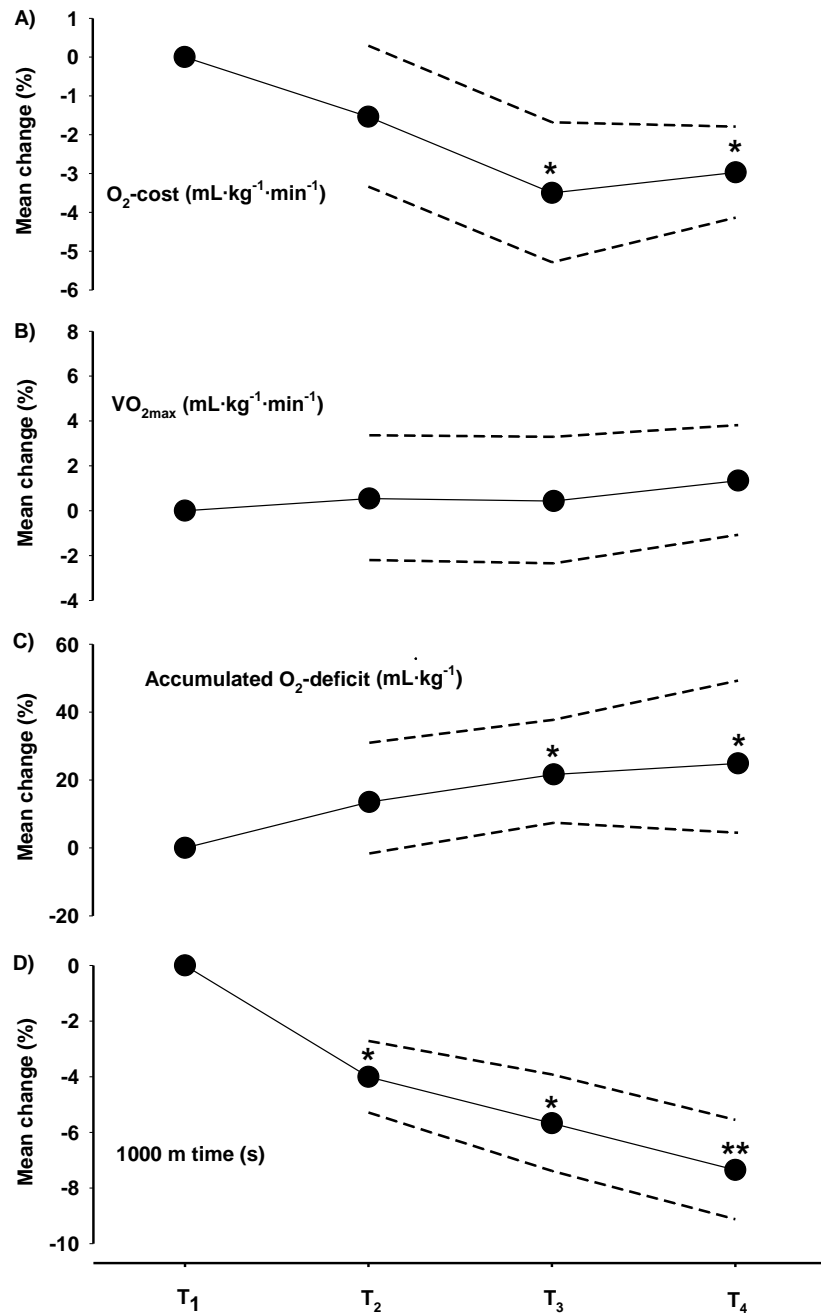 A)
1
0
-1
-2
-3
-4
-5
-6
Mean change (%)
O₂-cost (mL·kg⁻¹·min⁻¹)
*
*
B)
8
6
4
2
0
-2
-4
Mean change (%)
VO₂max (mL·kg⁻¹·min⁻¹)
C)
60
40
20
0
-20
Mean change (%)
Accumulated O₂-deficit (mL·kg⁻¹)
*
*
D)
0
-2
-4
-6
-8
-10
Mean change (%)
1000 m time (s)
*
*
**
T₁ T₂ T₃ T₄